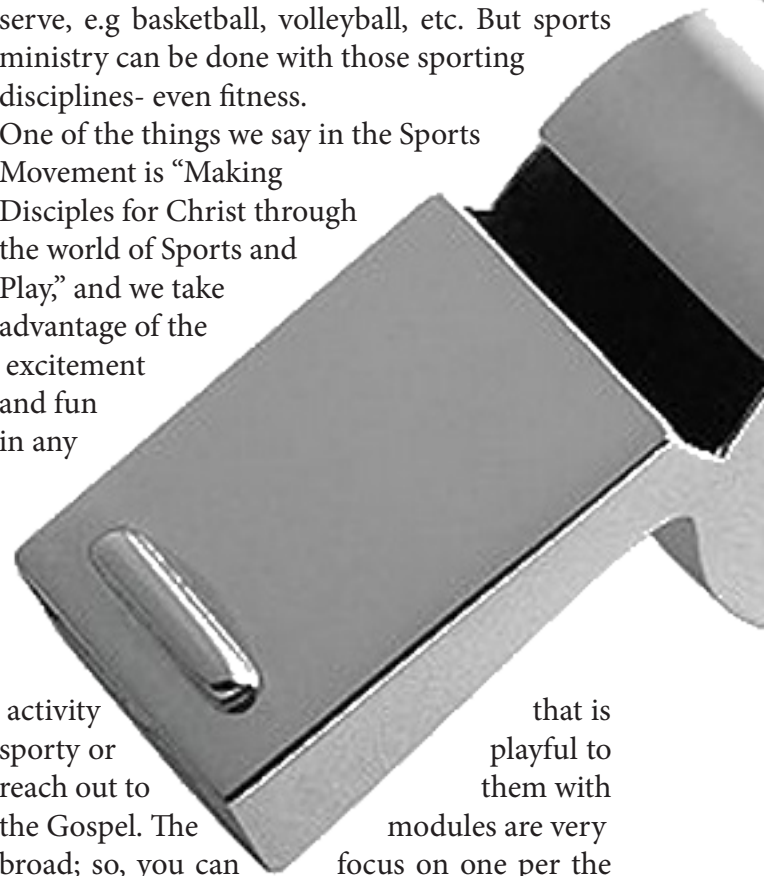 serve, e.g basketball, volleyball, etc. But sports
ministry can be done with those sporting
disciplines- even fitness.
One of the things we say in the Sports
Movement is “Making
Disciples for Christ through
the world of Sports and
Play,” and we take
advantage of the
excitement
and fun
in any
activity that is
sporty or playful to
reach out to them with
the Gospel. The modules are very
broad; so, you can focus on one per the